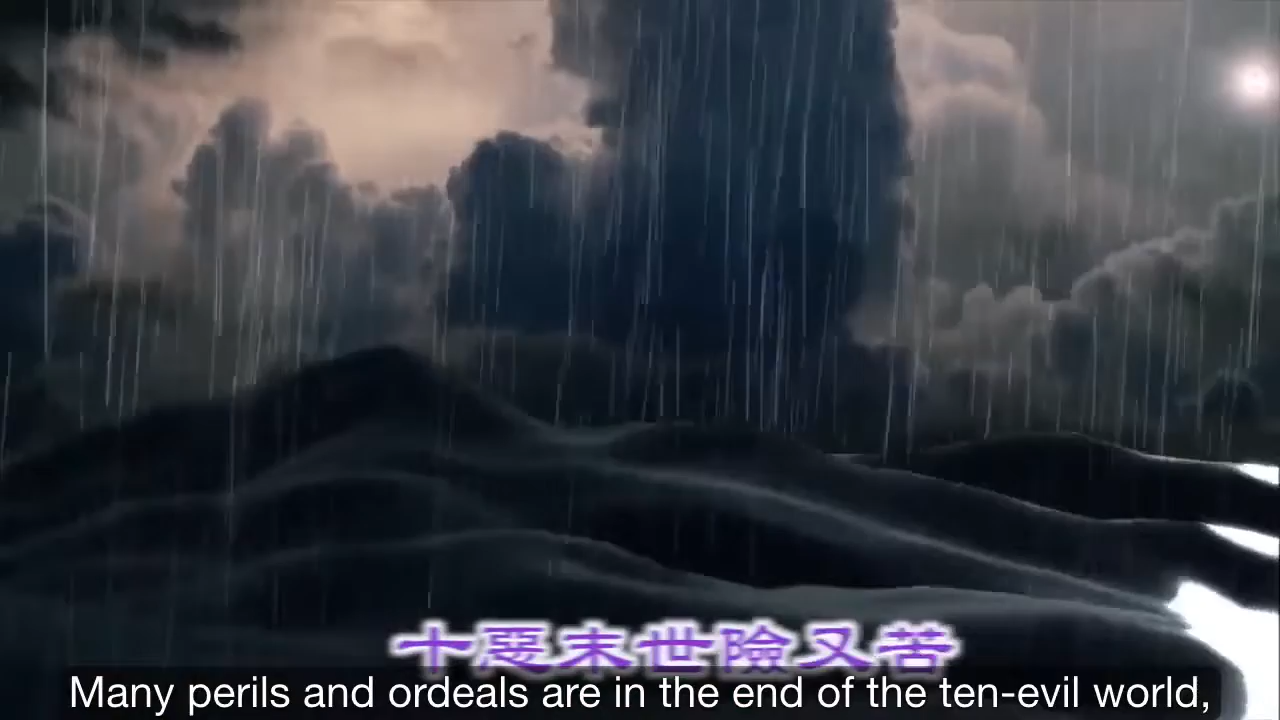 十惡末世險又苦
Many perils and ordeals are in the end of the ten-evil world,